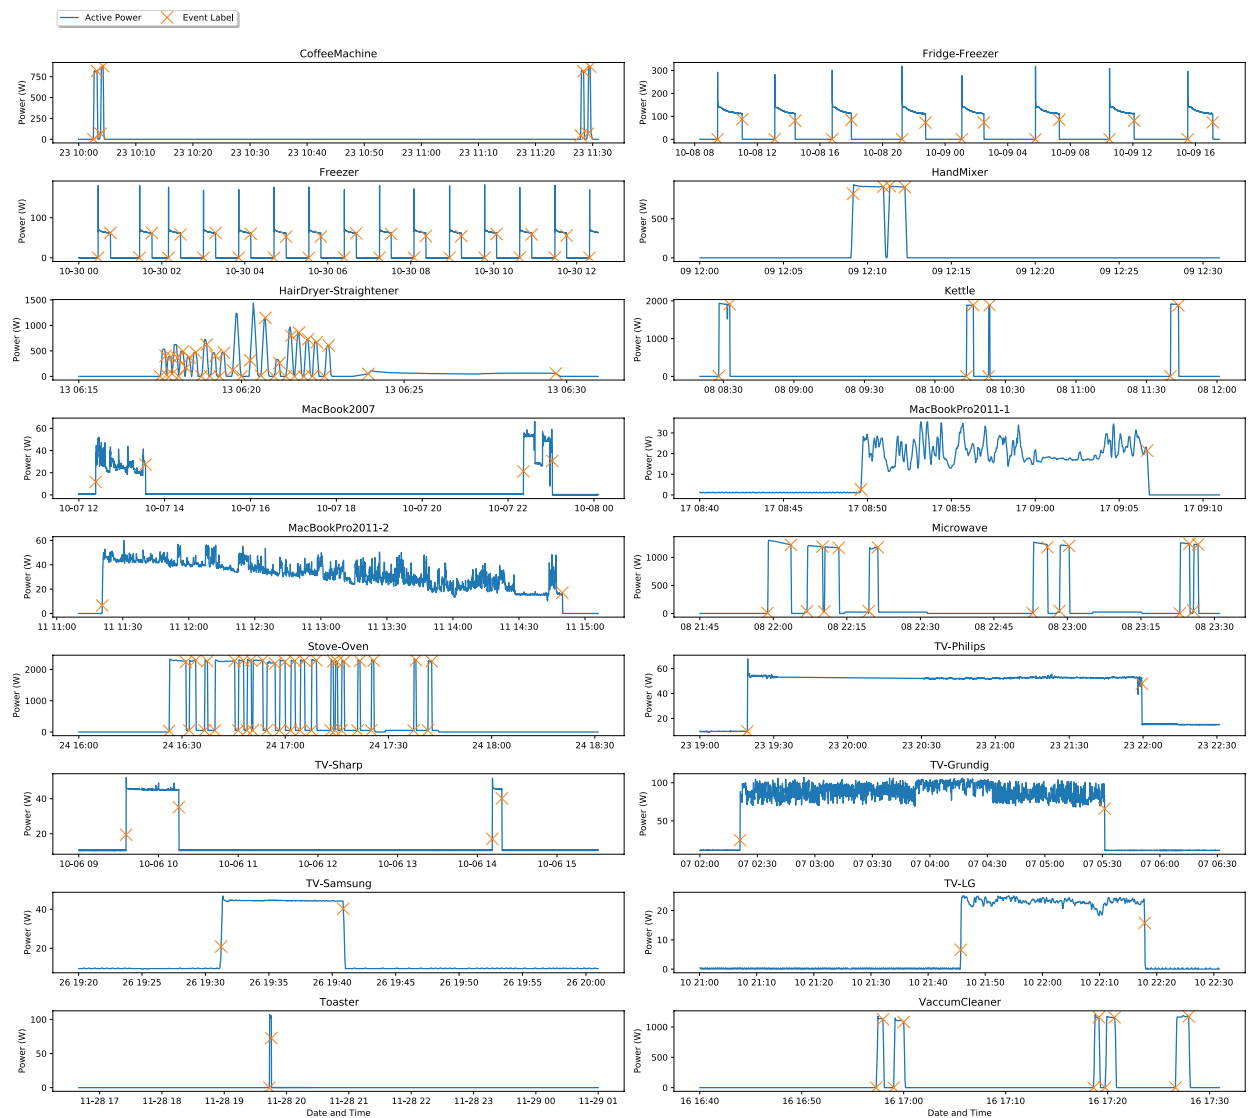 Active Power Event Label
CoffeeMachine
Power (W)
750
500
250
0
23 10:00 23 10:10 23 10:20 23 10:30 23 10:40 23 10:50 23 11:00 23 11:10 23 11:20 23 11:30
Fridge-Freezer
Power (W)
300
200
100
0
10-08 08 10-08 12 10-08 16 10-08 20 10-09 00 10-09 04 10-09 08 10-09 12 10-09 16
Freezer
Power (W)
100
0
10-30 00 10-30 02 10-30 04 10-30 06 10-30 08 10-30 10 10-30 12
HandMixer
Power (W)
500
0
09 12:00 09 12:05 09 12:10 09 12:15 09 12:20 09 12:25 09 12:30
HairDryer-Straightener
Power (W)
1500
1000
500
0
13 06:15 13 06:20 13 06:25 13 06:30
Kettle
Power (W)
2000
1000
0
08 08:30 08 09:00 08 09:30 08 10:00 08 10:30 08 11:00 08 11:30 08 12:00
MacBook2007
Power (W)
60
40
20
0
10-07 12 10-07 14 10-07 16 10-07 18 10-07 20 10-07 22 10-08 00
MacBookPro2011-1
Power (W)
30
20
10
0
17 08:40 17 08:45 17 08:50 17 08:55 17 09:00 17 09:05 17 09:10
MacBookPro2011-2
Power (W)
60
40
20
0
11 11:00 11 11:30 11 12:00 11 12:30 11 13:00 11 13:30 11 14:00 11 14:30 11 15:00
Microwave
Power (W)
1000
500
0
08 21:45 08 22:00 08 22:15 08 22:30 08 22:45 08 23:00 08 23:15 08 23:30
Stove-Oven
Power (W)
2000
1000
0
24 16:00 24 16:30 24 17:00 24 17:30 24 18:00 24 18:30
TV-Philips
Power (W)
60
40
20
23 19:00 23 19:30 23 20:00 23 20:30 23 21:00 23 21:30 23 22:00 23 22:30
TV-Sharp
Power (W)
40
20
10-06 09 10-06 10 10-06 11 10-06 12 10-06 13 10-06 14 10-06 15
TV-Grundig
Power (W)
100
50
07 02:00 07 02:30 07 03:00 07 03:30 07 04:00 07 04:30 07 05:00 07 05:30 07 06:00 07 06:30
TV-Samsung
Power (W)
40
20
26 19:20 26 19:25 26 19:30 26 19:35 26 19:40 26 19:45 26 19:50 26 19:55 26 20:00
TV-LG
Power (W)
20
10
0
10 21:00 10 21:10 10 21:20 10 21:30 10 21:40 10 21:50 10 22:00 10 22:10 10 22:20 10 22:30
Toaster
Power (W)
100
50
0
11-28 17 11-28 18 11-28 19 11-28 20 11-28 21 11-28 22 11-28 23 11-29 00 11-29 01
Date and Time
VaccumCleaner
Power (W)
1000
500
0
16 16:40 16 16:50 16 17:00 16 17:10 16 17:20 16 17:30
Date and Time